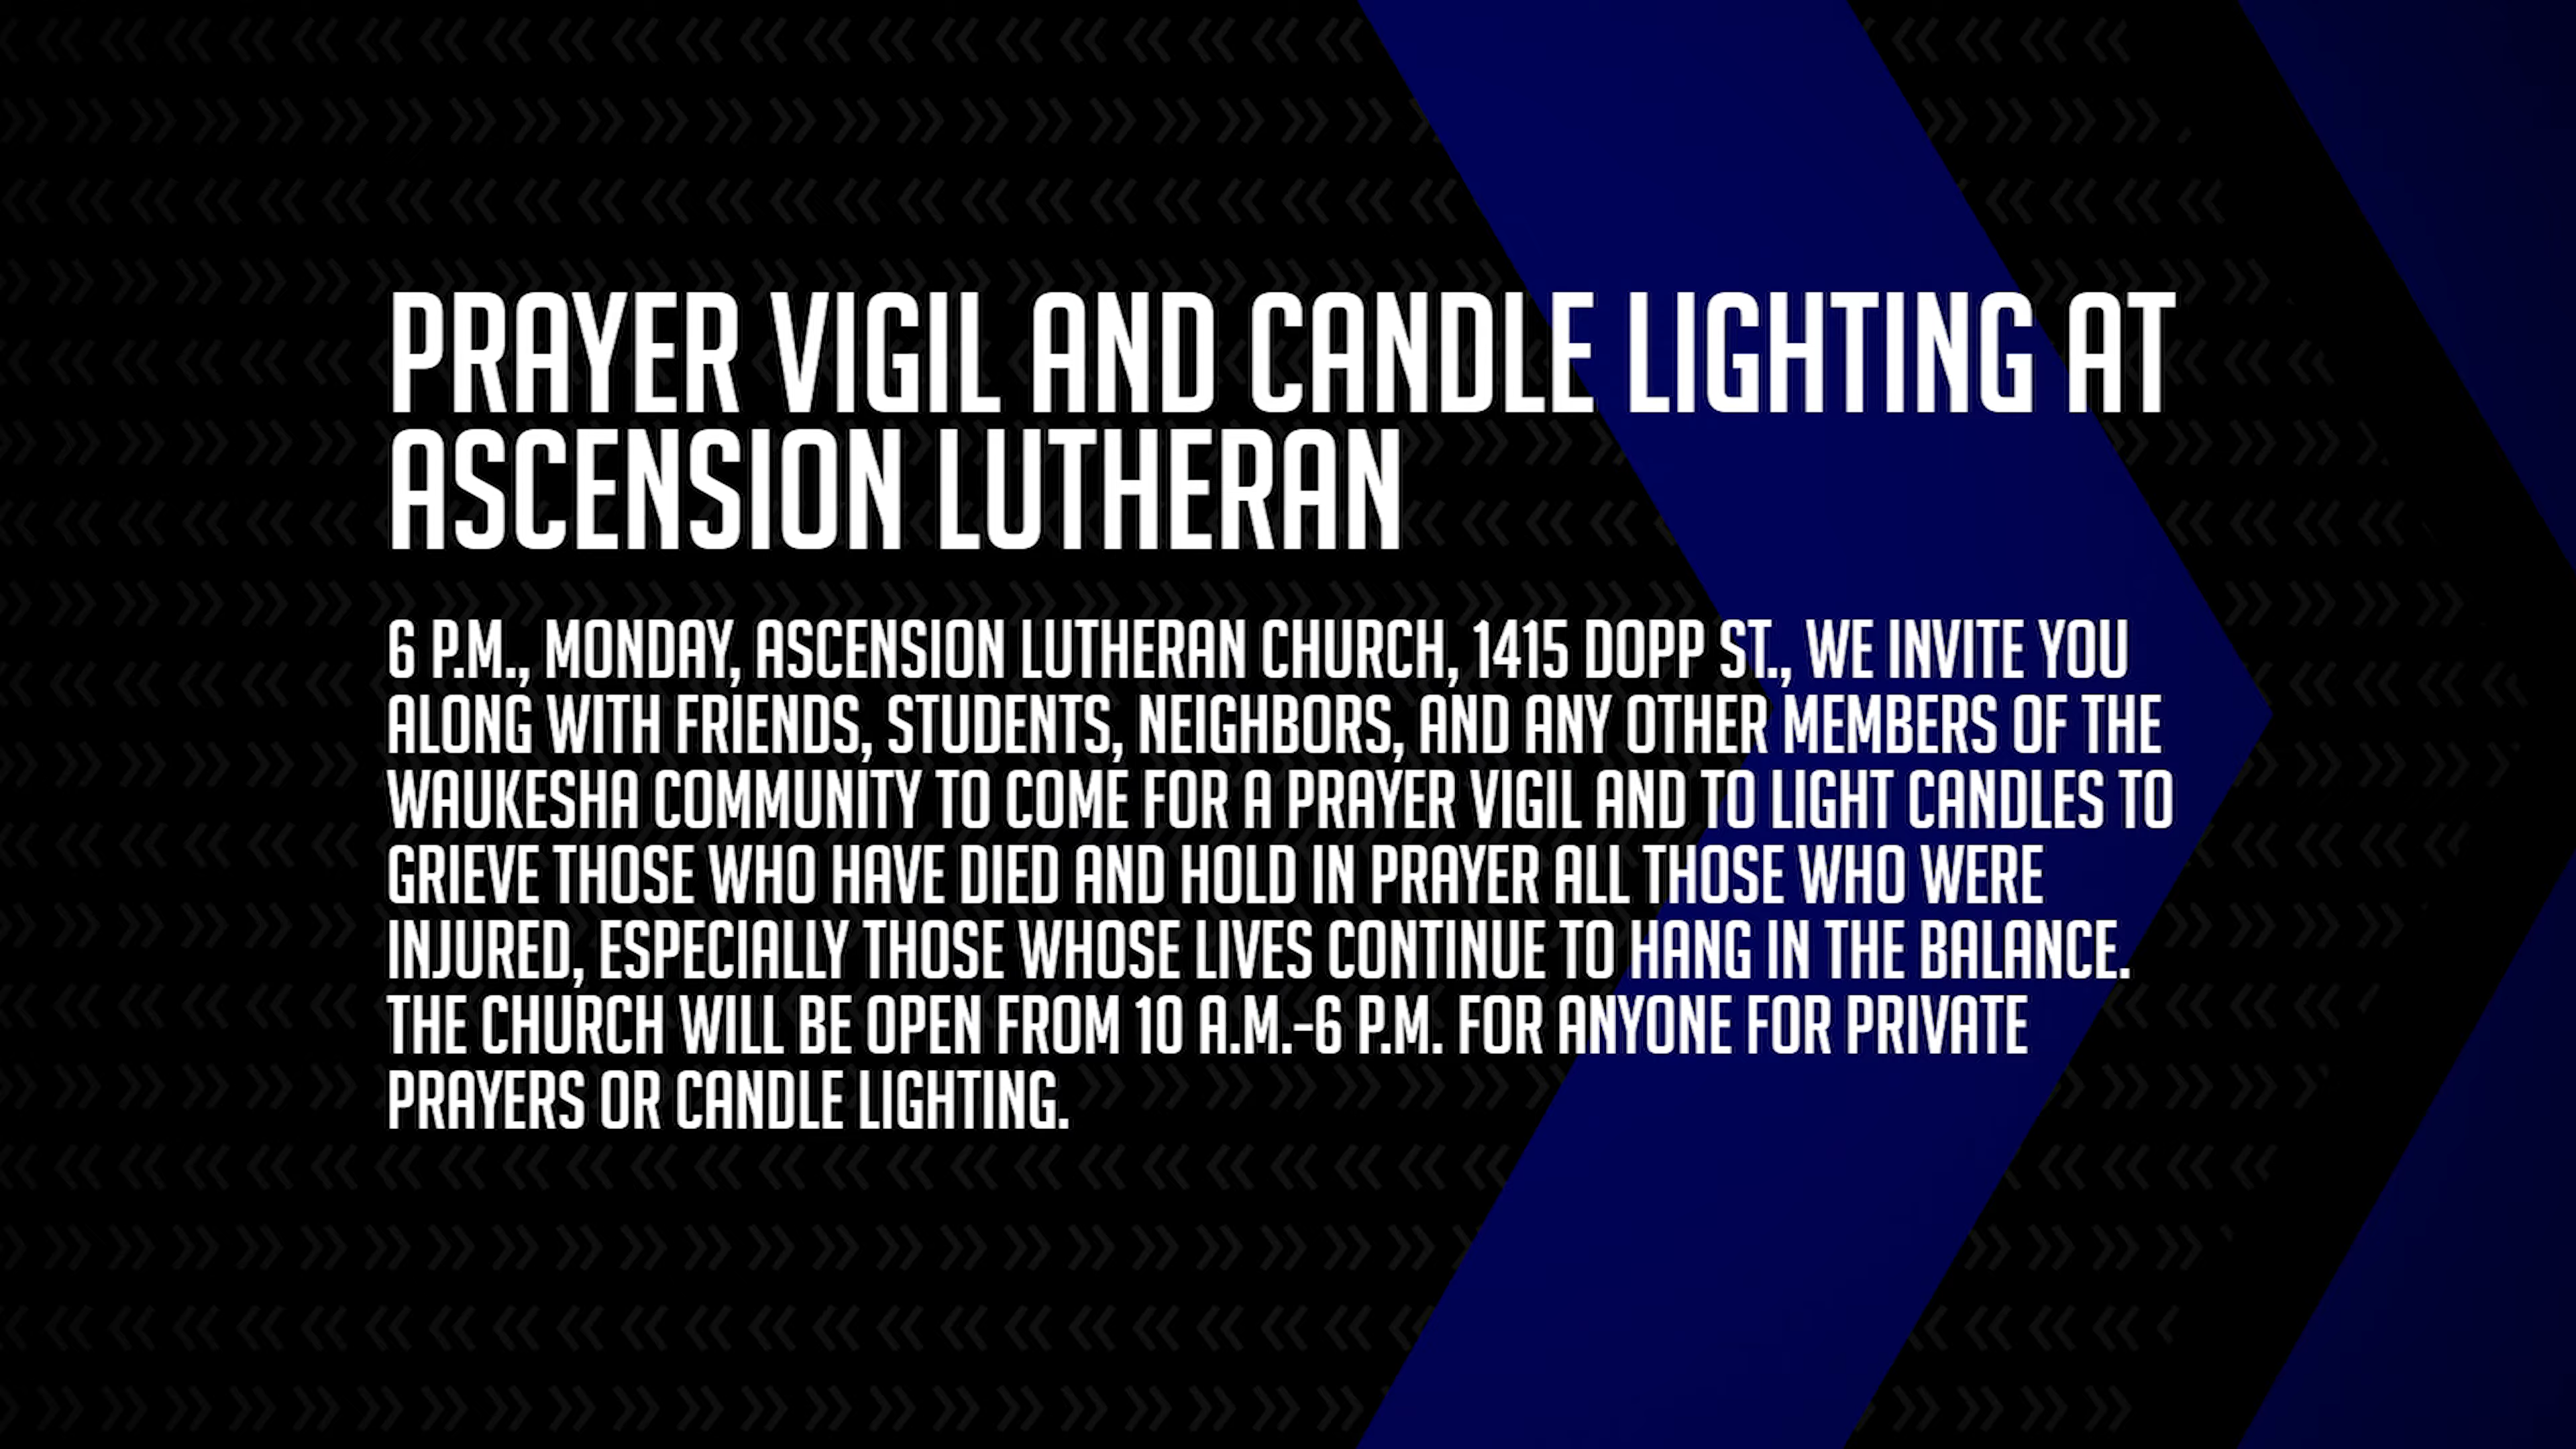 PRAYER VIGIL AND CANDLE LIGHTING AT
ASCENSION LUTHERAN
6 P.M., MONDAY, ASCENSION LUTHERAN CHURCH, 1415 DOPP ST., WE INVITE YOU
ALONG WITH FRIENDS, STUDENTS, NEIGHBORS, AND ANY OTHER MEMBERS OF THE
WAUKESHA COMMUNITY TO COME FOR A PRAYER VIGIL AND TO LIGHT CANDLES TO
GRIEVE THOSE WHO HAVE DIED AND HOLD IN PRAYER ALL THOSE WHO WERE
INJURED, ESPECIALLY THOSE WHOSE LIVES CONTINUE TO HANG IN THE BALANCE.
THE CHURCH WILL BE OPEN FROM 10 A.M.-6 P.M. FOR ANYONE FOR PRIVATE
PRAYERS OR CANDLE LIGHTING.